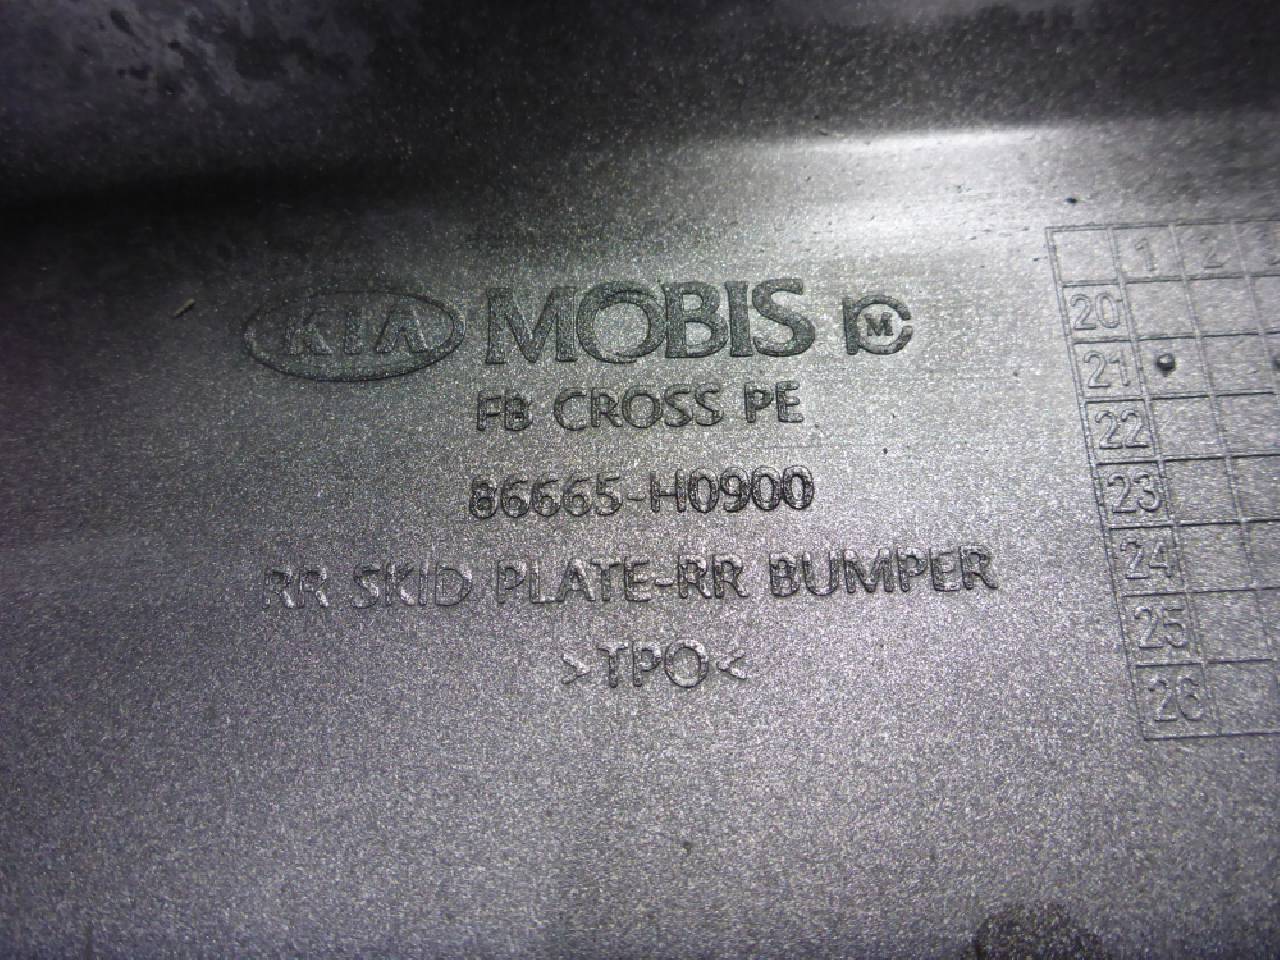 KIA MOBIS M
FB CROSS PE
86665-H0900
RR SKID PLATE-RR BUMPER
>TPO<
1 2
20
21
22
23
24
25
26